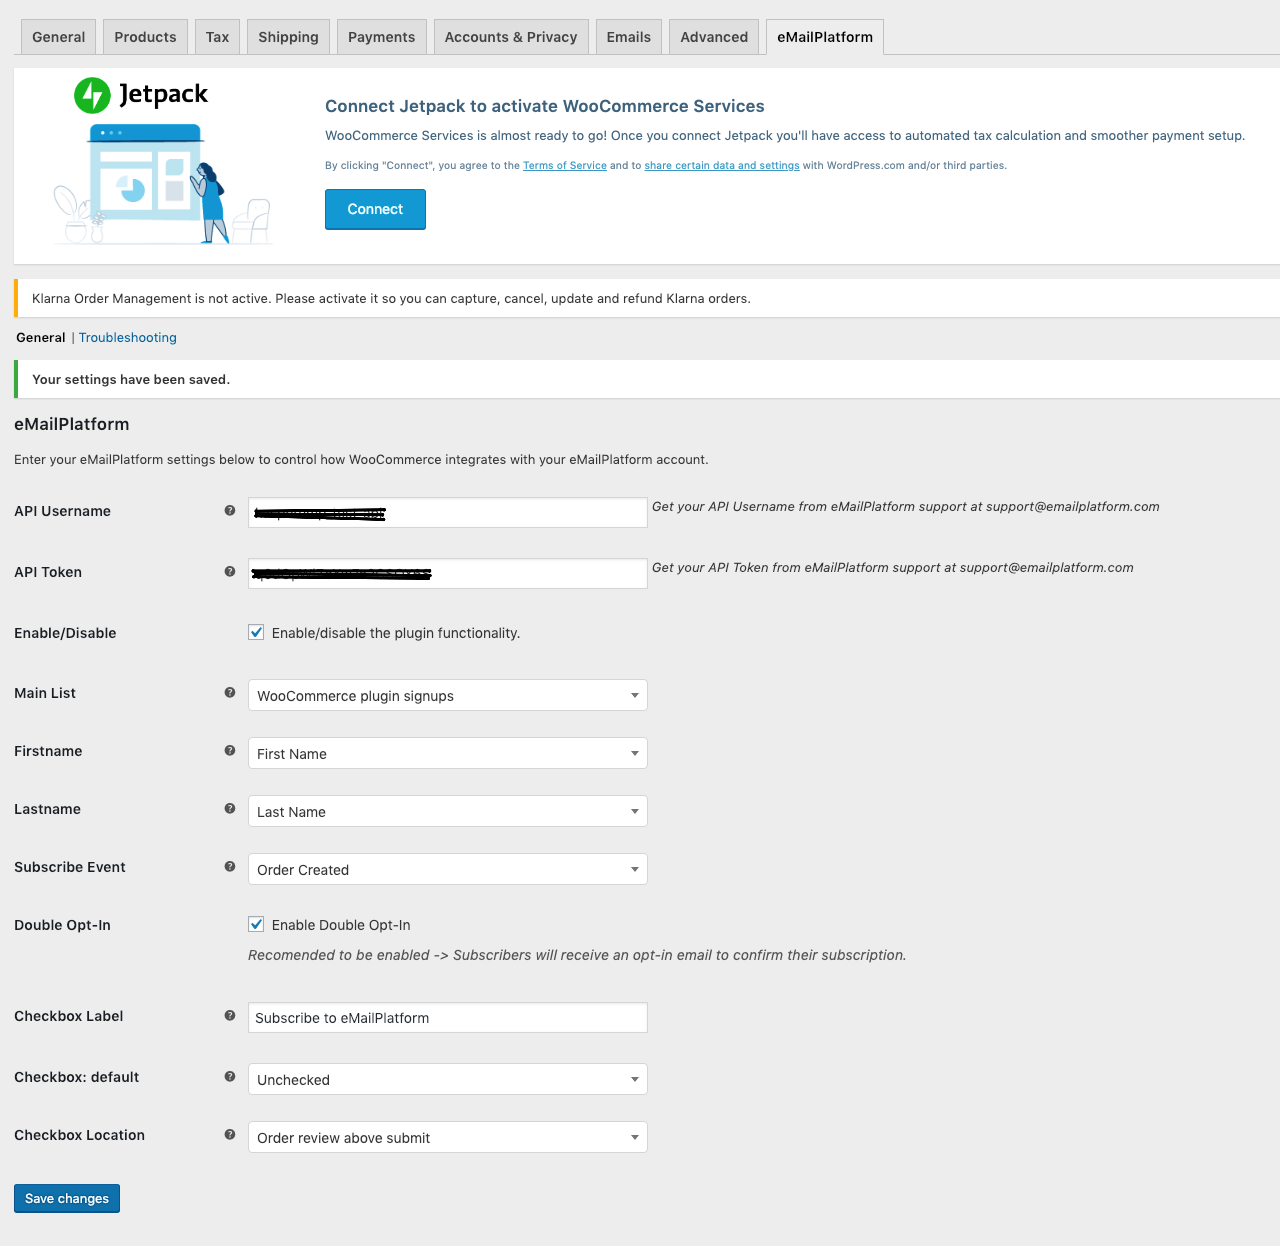 General Products Tax Shipping Payments Accounts & Privacy Emails Advanced eMailPlatform
Jetpack
Connect Jetpack to activate WooCommerce Services
WooCommerce Services is almost ready to go! Once you connect Jetpack you'll have access to automated tax calculation and smoother payment setup.
By clicking "Connect", you agree to the Terms of Service and to share certain data and settings with WordPress.com and/or third parties.
Connect
Klarna Order Management is not active. Please activate it so you can capture, cancel, update and refund Klarna orders.
General | Troubleshooting
Your settings have been saved.
eMailPlatform
Enter your eMailPlatform settings below to control how WooCommerce integrates with your eMailPlatform account.
API Username ? Get your API Username from eMailPlatform support at support@emailplatform.com
API Token ? Get your API Token from eMailPlatform support at support@emailplatform.com
Enable/Disable Enable/disable the plugin functionality.
Main List ? WooCommerce plugin signups
Firstname ? First Name
Lastname ? Last Name
Subscribe Event ? Order Created
Double Opt-In Enable Double Opt-In
Recomended to be enabled -> Subscribers will receive an opt-in email to confirm their subscription.
Checkbox Label ? Subscribe to eMailPlatform
Checkbox: default ? Unchecked
Checkbox Location ? Order review above submit
Save changes